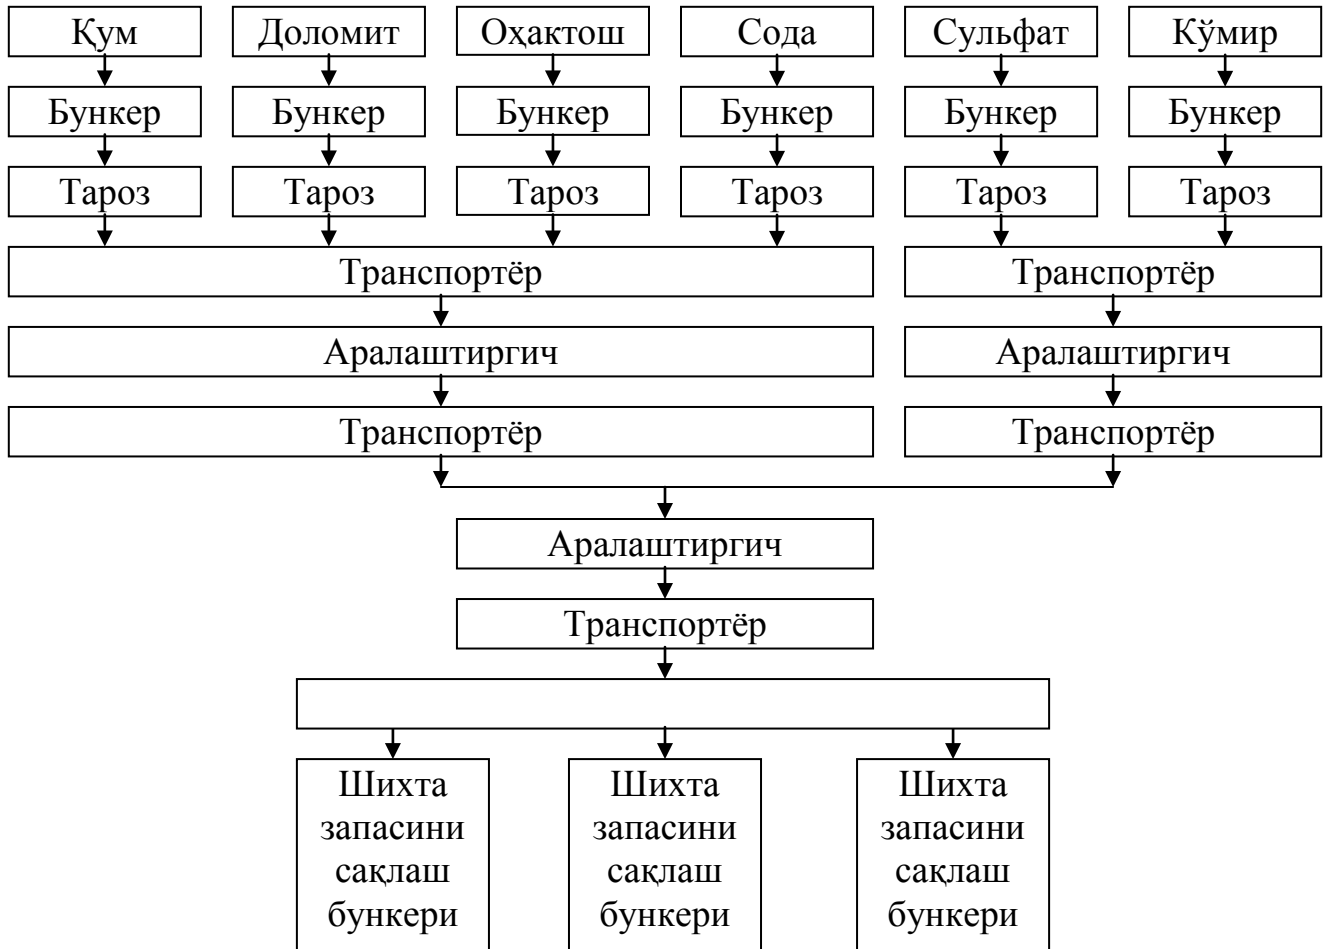 Қум Доломит Оҳактош Сода Сульфат Кўмир
Бункер Бункер Бункер Бункер Бункер Бункер
Тароз Тароз Тароз Тароз Тароз Тароз
Транспортёр Транспортёр
Аралаштиргич Аралаштиргич
Транспортёр Транспортёр
Аралаштиргич
Транспортёр
Шихта
запасини
сақлаш
бункери
Шихта
запасини
сақлаш
бункери
Шихта
запасини
сақлаш
бункери